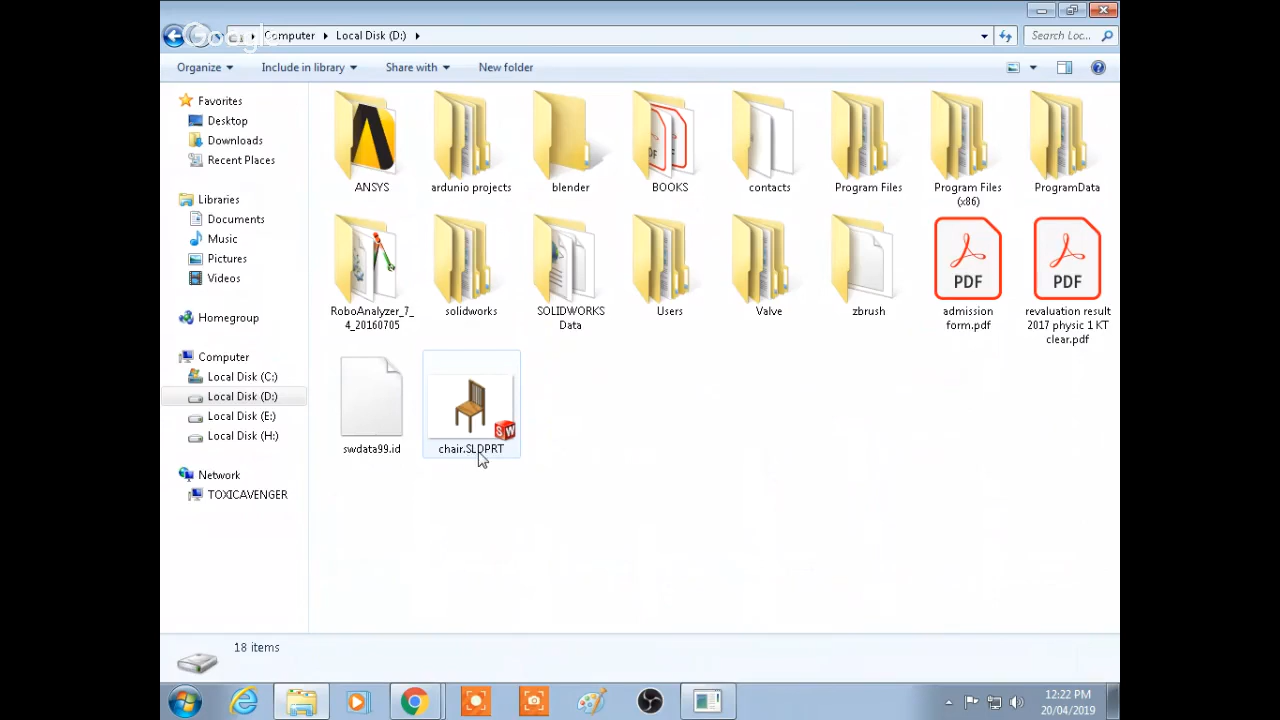 Google
Computer
Local Disk (D:)
Search Loc...
Organize
Include in library
Share with
New folder
Favorites
Desktop
Downloads
Recent Places
Libraries
Documents
Music
Pictures
Videos
Homegroup
Computer
Local Disk (C:)
Local Disk (D:)
Local Disk (E:)
Local Disk (H:)
Network
TOXICAVENGER
ANSYS
ardunio projects
blender
BOOKS
contacts
Program Files
Program Files
(x86)
ProgramData
RoboAnalyzer_7_
4_20160705
solidworks
SOLIDWORKS
Data
Users
Valve
zbrush
PDF
admission
form.pdf
PDF
revaluation result
2017 physic 1 KT
clear.pdf
swdata99.id
SW
chair.SLDPRT
18 items
12:22 PM
20/04/2019